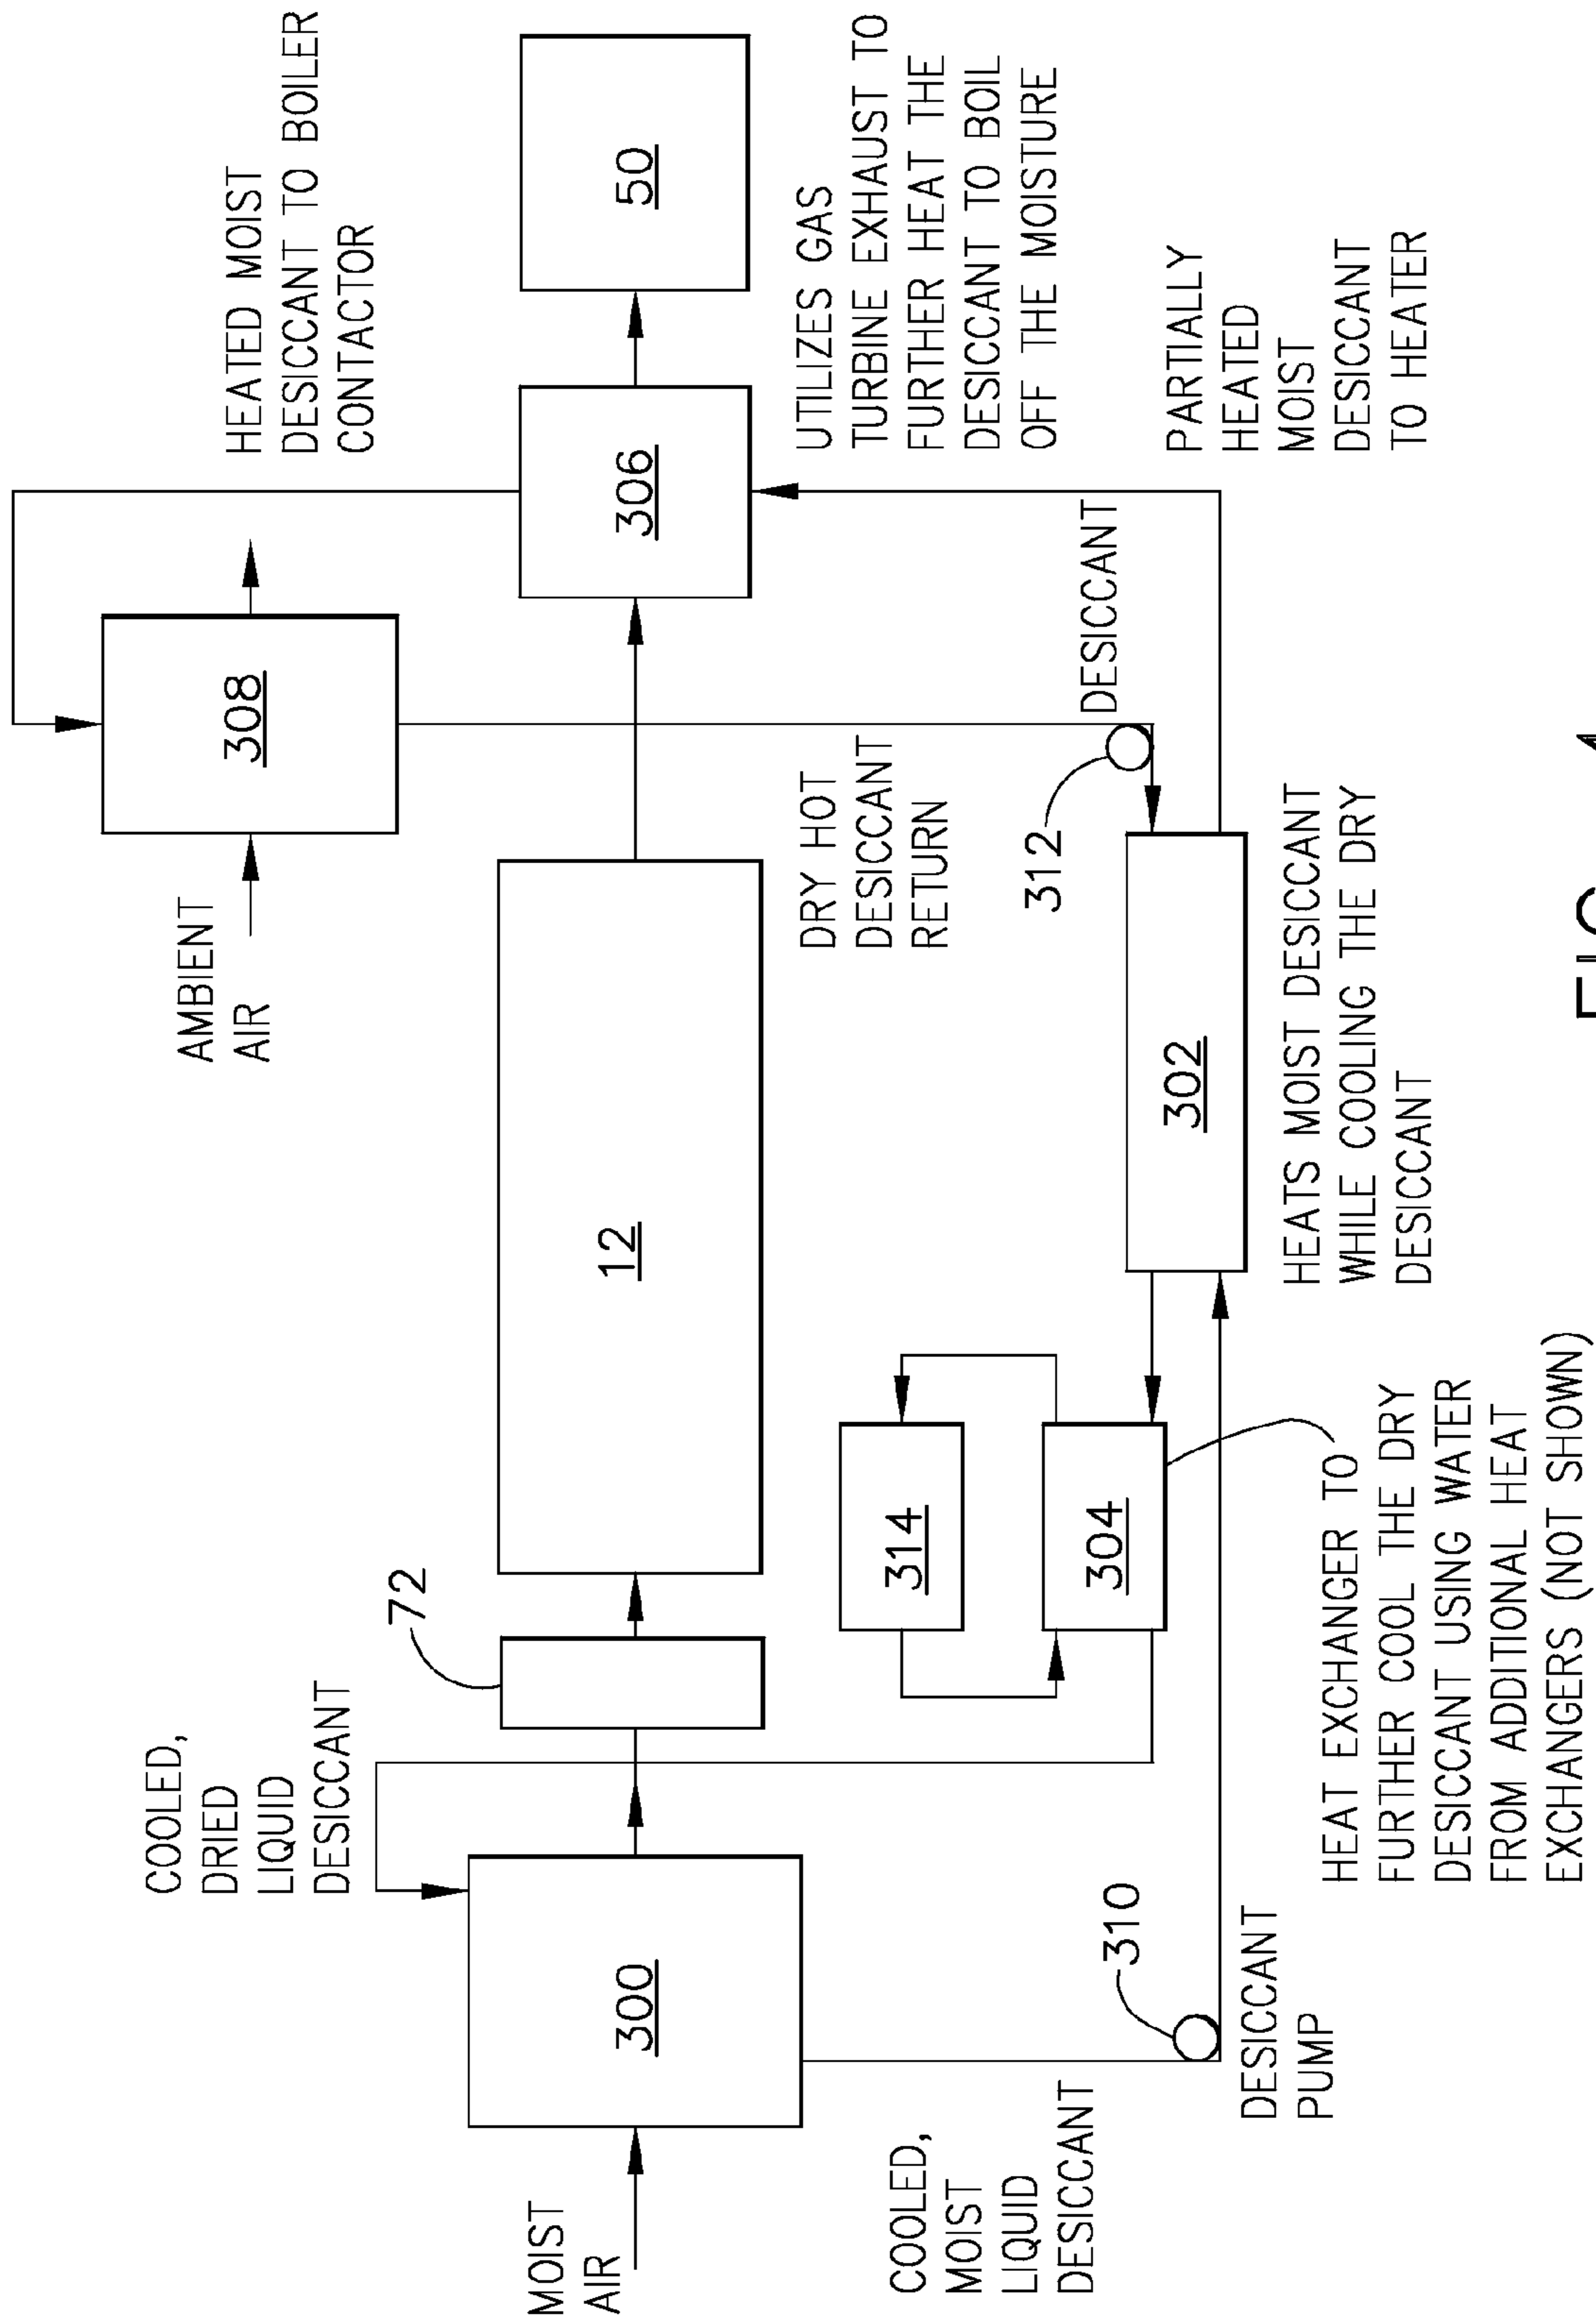 HEATED MOIST
DESICCANT TO BOILER
CONTACTOR
AMBIENT
AIR
308
COOLED,
DRIED
LIQUID
DESICCANT
72
MOIST
AIR
300
12
306
50
DRY HOT
DESICCANT
RETURN
UTILIZES GAS
TURBINE EXHAUST TO
FURTHER HEAT THE
DESICCANT TO BOIL
OFF THE MOISTURE
COOLED,
MOIST
LIQUID
DESICCANT
314
304
312
DESICCANT
PARTIALLY
HEATED
MOIST
DESICCANT
TO HEATER
310
DESICCANT
PUMP
302
HEATS MOIST DESICCANT
WHILE COOLING THE DRY
DESICCANT
HEAT EXCHANGER TO
FURTHER COOL THE DRY
DESICCANT USING WATER
FROM ADDITIONAL HEAT
EXCHANGERS (NOT SHOWN)